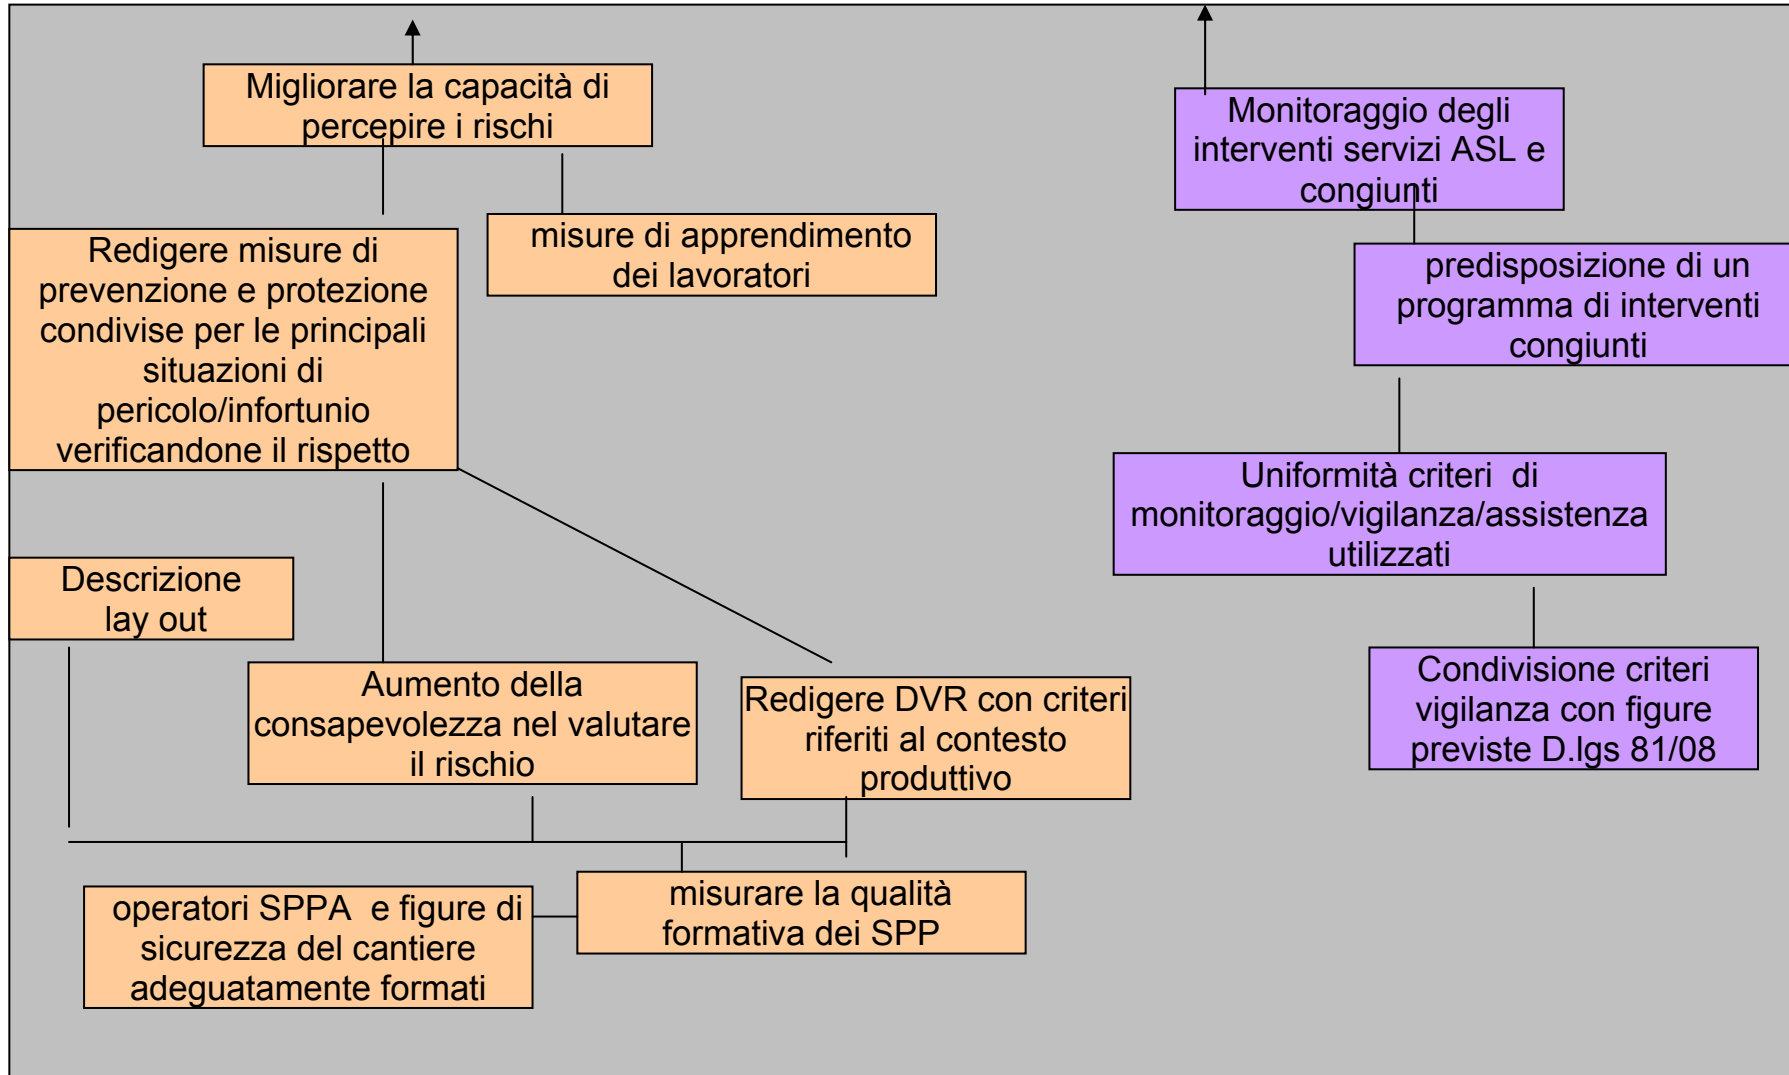 Migliorare la capacità di
percepire i rischi
Monitoraggio degli
interventi servizi ASL e
congiunti
misure di apprendimento
dei lavoratori
Redigere misure di
prevenzione e protezione
condivise per le principali
situazioni di
pericolo/infortunio
verificandone il rispetto
predisposizione di un
programma di interventi
congiunti
Uniformità criteri di
monitoraggio/vigilanza/assistenza
utilizzati
Descrizione
lay out
Aumento della
consapevolezza nel valutare
il rischio
Redigere DVR con criteri
riferiti al contesto
produttivo
Condivisione criteri
vigilanza con figure
previste D.lgs 81/08
operatori SPPA e figure di
sicurezza del cantiere
adeguatamente formati
misurare la qualità
formativa dei SPP